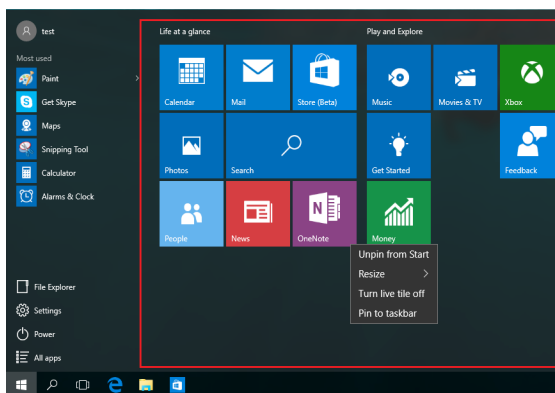 test
Life at a glance
Play and Explore
Most used
Paint
Get Skype
Maps
Snipping Tool
Calculator
Alarms & Clock
File Explorer
Settings
Power
All apps
Calendar
Mail
Store (Beta)
Music
Movies & TV
Xbox
Photos
Search
Get Started
Feedback
People
News
OneNote
Money
Unpin from Start
Resize
Turn live tile off
Pin to taskbar